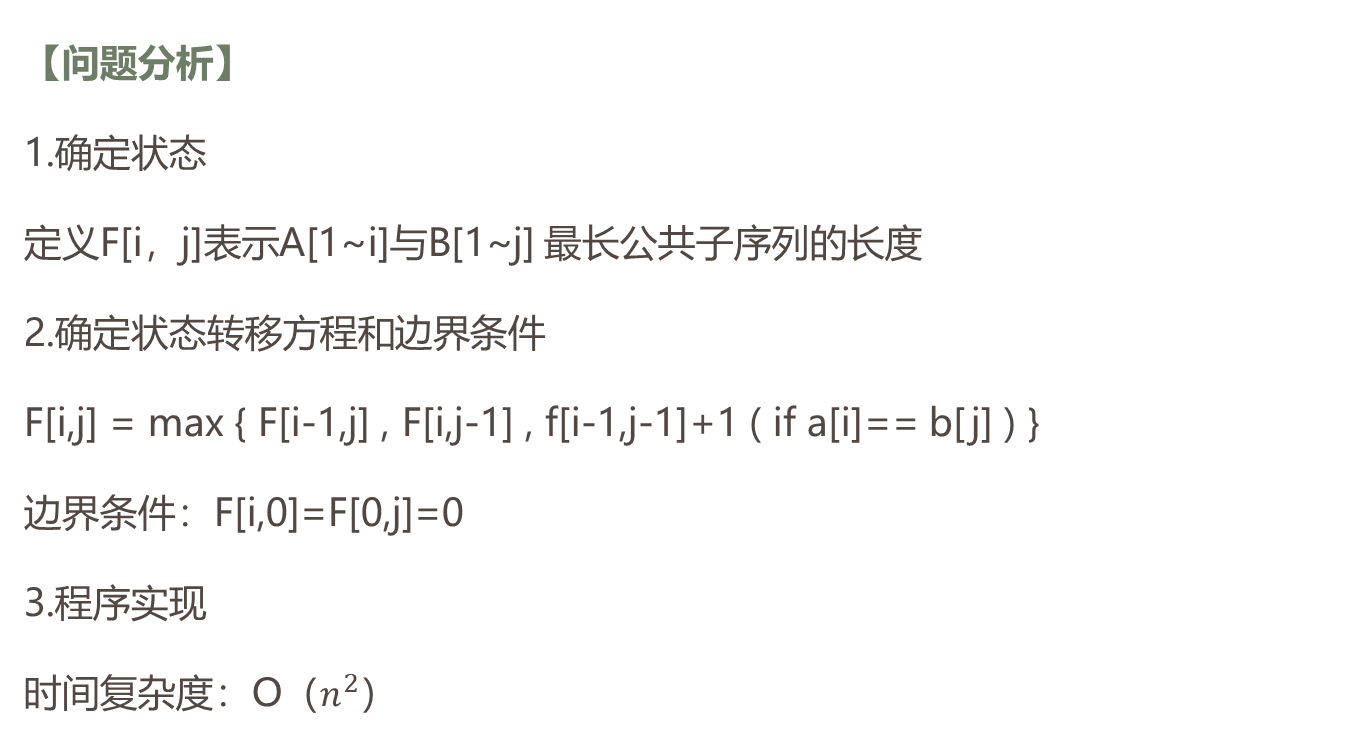 【问题分析】
1.确定状态
定义F[i，j]表示A[1~i]与B[1~j] 最长公共子序列的长度
2.确定状态转移方程和边界条件
F[i,j] = max { F[i-1,j] , F[i,j-1] , f[i-1,j-1]+1 ( if a[i]== b[j] ) }
边界条件：F[i,0]=F[0,j]=0
3.程序实现
时间复杂度：O（n²）